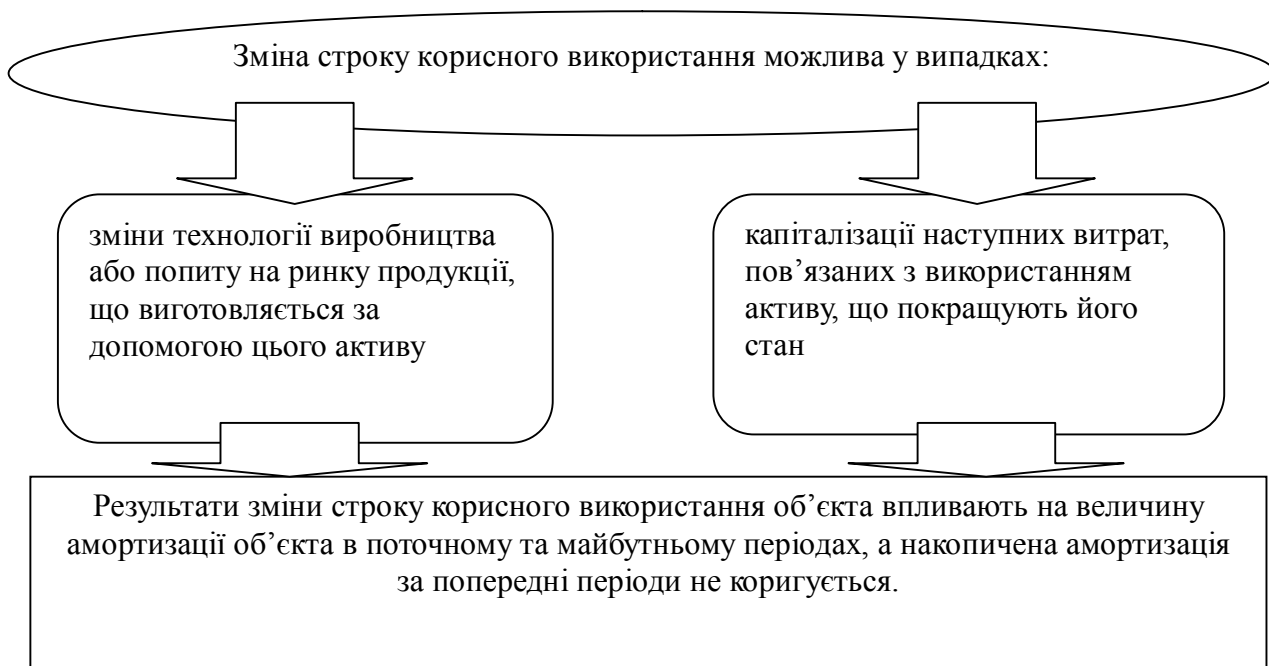 Зміна строку корисного використання можлива у випадках:
зміни технології виробництва
або попиту на ринку продукції,
що виготовляється за
допомогою цього активу
капіталізації наступних витрат,
пов’язаних з використанням
активу, що покращують його
стан
Результати зміни строку корисного використання об’єкта впливають на величину
амортизації об’єкта в поточному та майбутньому періодах, а накопичена амортизація
за попередні періоди не коригується.